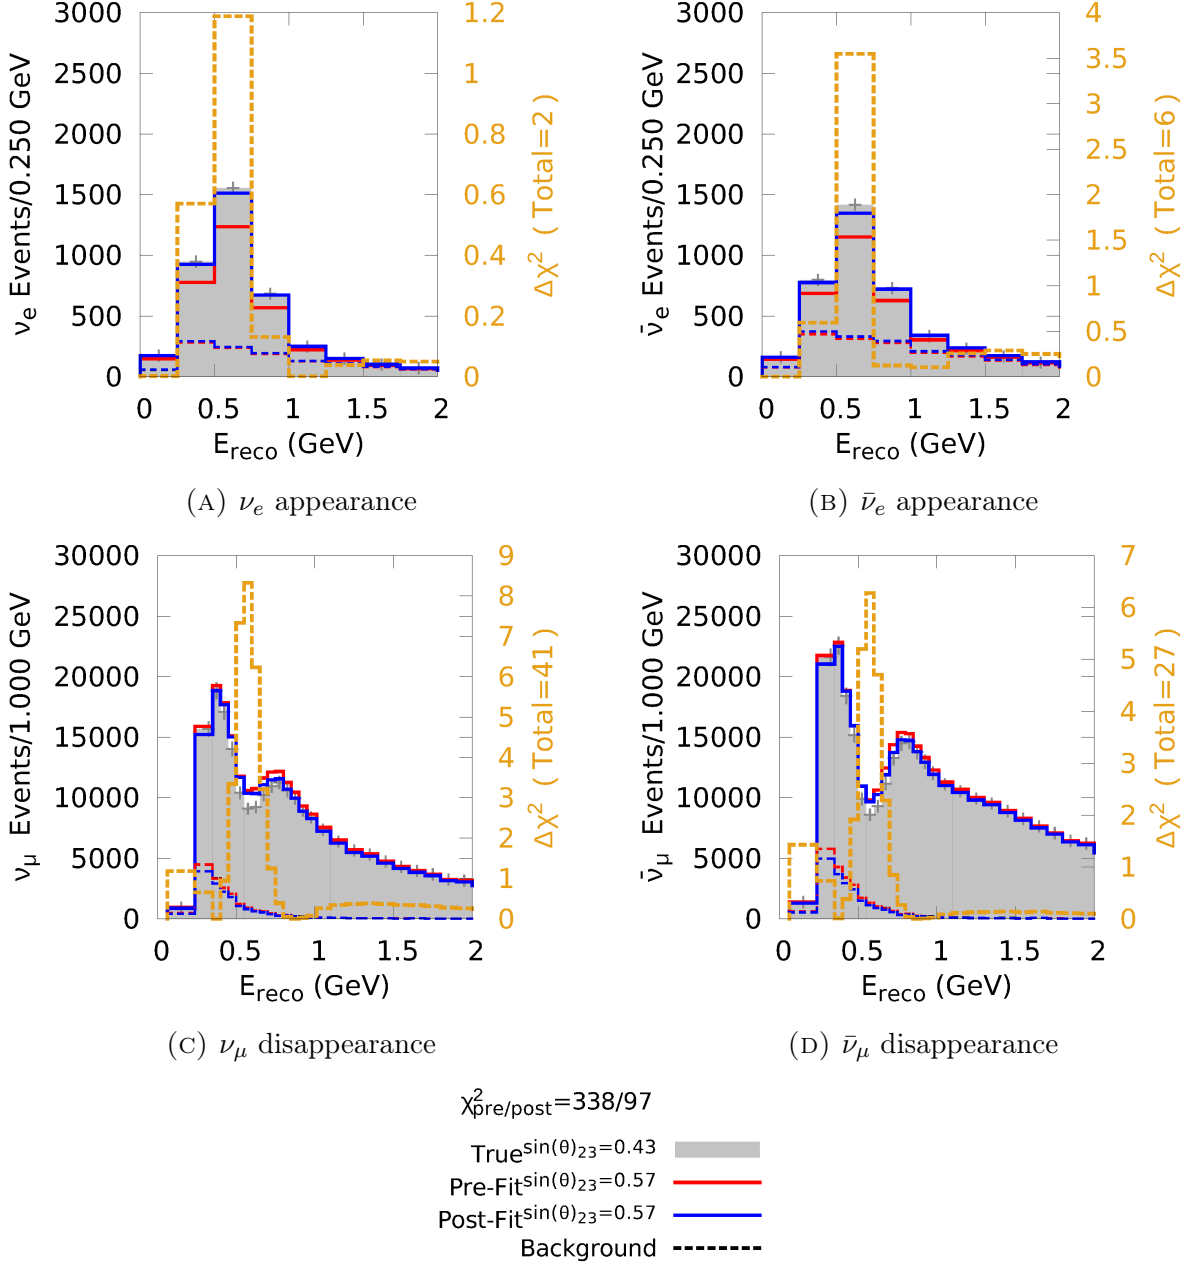 3000
2500
2000
1500
1000
500
0
νe Events/0.250 GeV
0 0.5 1 1.5 2
Ereco (GeV)
1.2
1
0.8
0.6
0.4
0.2
0
Δχ² ( Total=2 )
(A) νe appearance
3000
2500
2000
1500
1000
500
0
ν̄e Events/0.250 GeV
0 0.5 1 1.5 2
Ereco (GeV)
4
3.5
3
2.5
2
1.5
1
0.5
0
Δχ² ( Total=6 )
(B) ν̄e appearance
30000
25000
20000
15000
10000
5000
0
νμ Events/1.000 GeV
0 0.5 1 1.5 2
Ereco (GeV)
9
8
7
6
5
4
3
2
1
0
Δχ² ( Total=41 )
(C) νμ disappearance
30000
25000
20000
15000
10000
5000
0
ν̄μ Events/1.000 GeV
0 0.5 1 1.5 2
Ereco (GeV)
7
6
5
4
3
2
1
0
Δχ² ( Total=27 )
(D) ν̄μ disappearance
χ²pre/post=338/97
True sin(θ)23=0.43
Pre-Fit sin(θ)23=0.57
Post-Fit sin(θ)23=0.57
Background